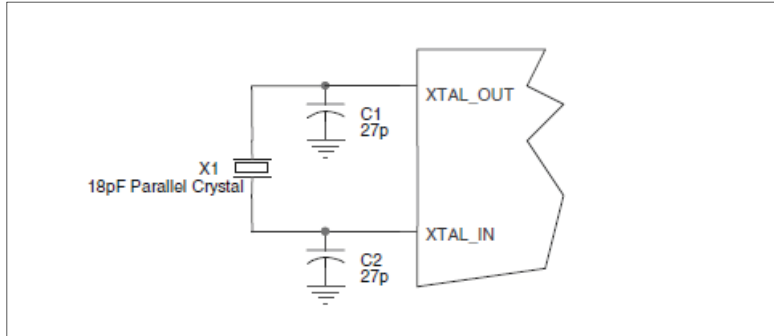 XTAL_OUT
C1
27p
X1
18pF Parallel Crystal
XTAL_IN
C2
27p